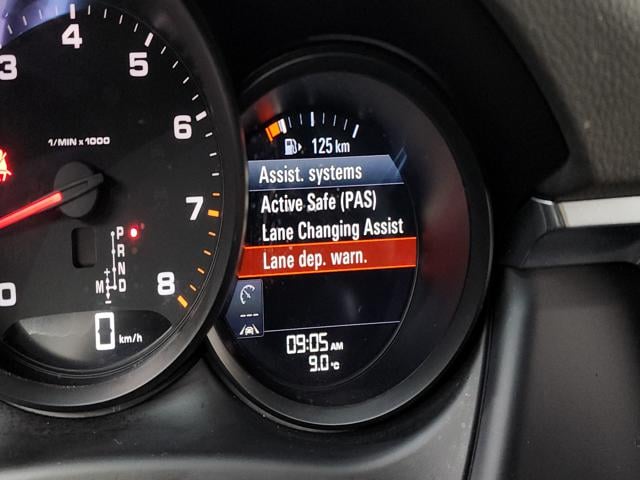 3
4
5
6
7
8
0
1/MIN x 1000
P
R
N
M D
+
-
0 km/h
125 km
Assist. systems
Active Safe (PAS)
Lane Changing Assist
Lane dep. warn.
---
09:05 AM
9.0 °C